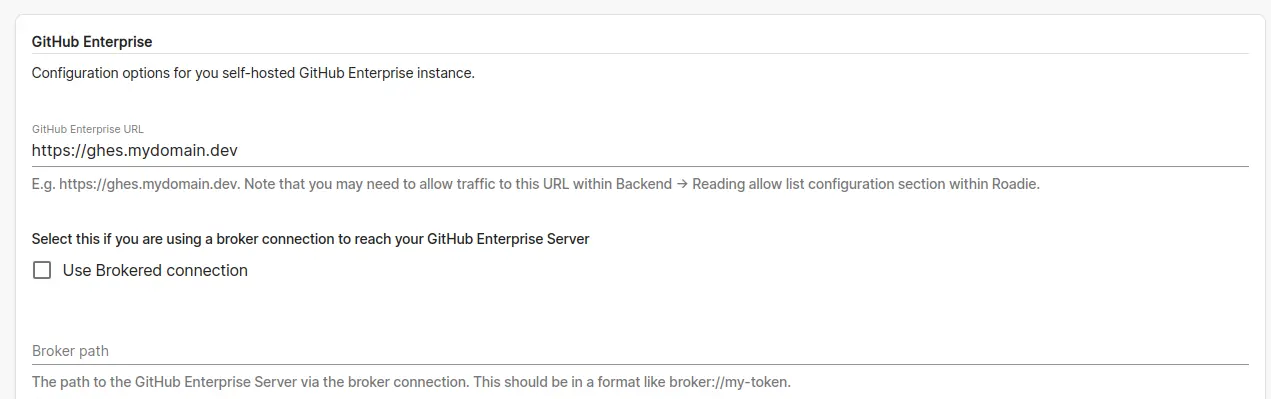 GitHub Enterprise
Configuration options for you self-hosted GitHub Enterprise instance.
GitHub Enterprise URL
https://ghes.mydomain.dev
E.g. https://ghes.mydomain.dev. Note that you may need to allow traffic to this URL within Backend → Reading allow list configuration section within Roadie.
Select this if you are using a broker connection to reach your GitHub Enterprise Server
Use Brokered connection
Broker path
The path to the GitHub Enterprise Server via the broker connection. This should be in a format like broker://my-token.